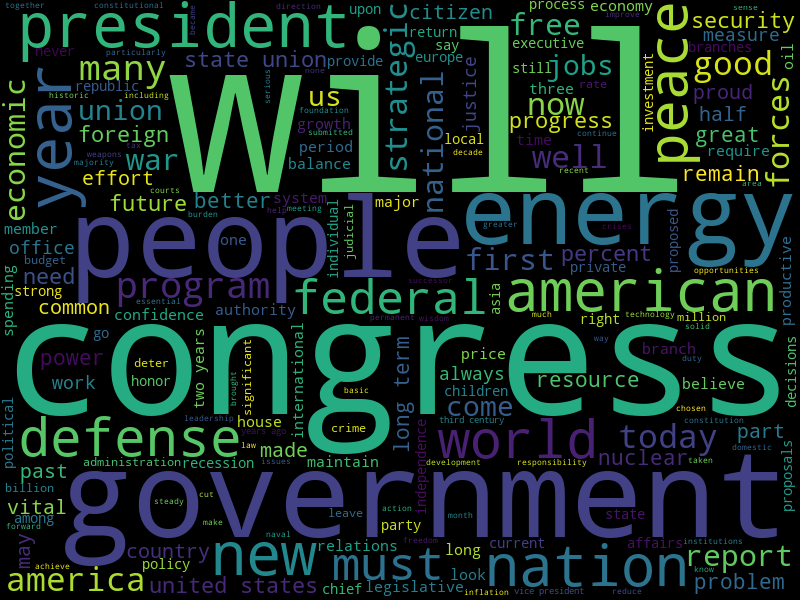 together
constitutional
became
direction
improve
sense
president
will
citizen
process
economy
free
security
return
executive
branches
measure
oil
say
never
particularly
many
state union
provide
upon
europe
still
jobs
peace
good
strategic
republic
none
serious
three
rate
investment
proud
historic
including
us
foundation
now
half
year
union
growth
submitted
justice
progress
continue
great
forces
economic
foreign
tax
weapons
war
period
local
time
require
majority
balance
decade
well
recent
effort
courts
remain
area
future
better
system
national
burden
help
meeting
major
member
people
one
individual
judicial
energy
greater
crises
office
first
percent
proposed
budget
need
private
opportunities
productive
strong
program
essential
successor
federal
asia
american
spending
common
confidence
authority
permanent
wisdom
much
technology
million
solid
go
congress
right
way
branch
duty
decisions
power
deter
two years
significant
international
price
believe
work
honor
brought
basic
long term
always
children
resource
leadership
house
crime
come
third century
chosen
constitution
political
defense
years ago
made
law
independence
world
today
part
domestic
past
administration
recession
issues
maintain
development
responsibility
nuclear
taken
proposals
billion
vital
steady
cut
government
among
leave
action
month
state
forward
make
naval
party
freedom
may
country
new
relations
must
long
current
nation
affairs
institutions
report
policy
america
achieve
united states
chief
legislative
look
inflation
vice president
reduce
know
problem